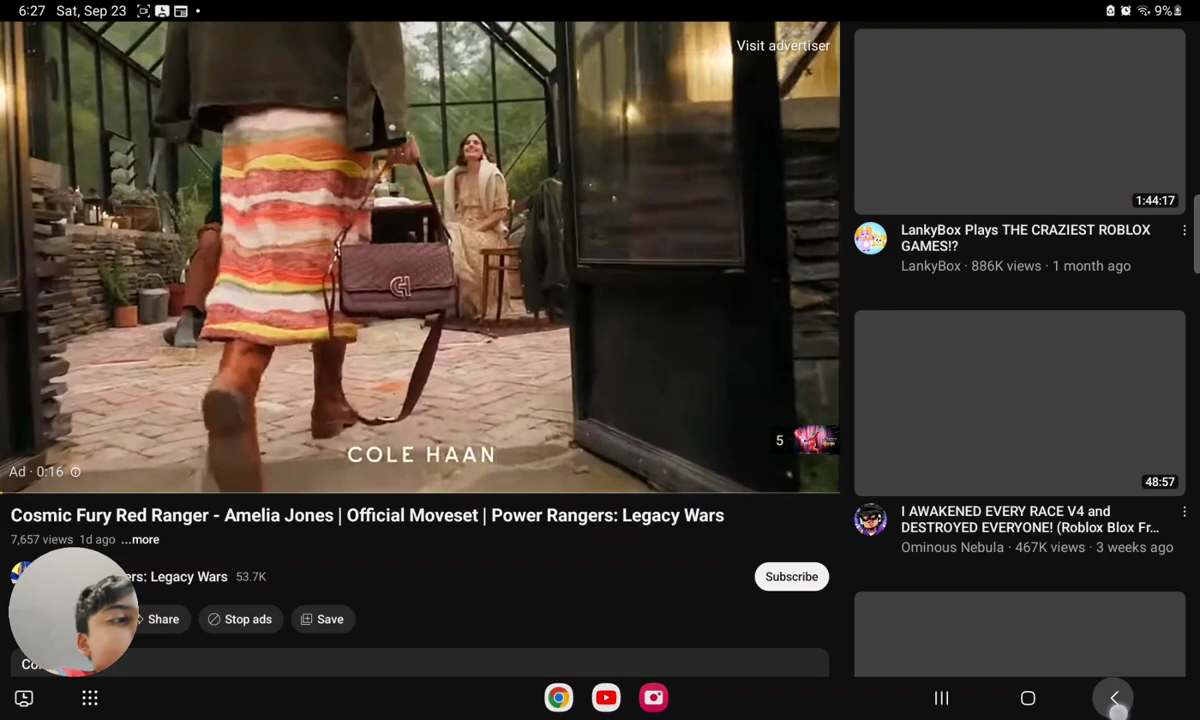 6:27 Sat, Sep 23
9%
Visit advertiser
COLE HAAN
5
Ad · 0:16
Cosmic Fury Red Ranger - Amelia Jones | Official Moveset | Power Rangers: Legacy Wars
7,657 views 1d ago ...more
rs: Legacy Wars 53.7K
Subscribe
Share
Stop ads
Save
1:44:17
LankyBox Plays THE CRAZIEST ROBLOX
GAMES!?
LankyBox · 886K views · 1 month ago
48:57
I AWAKENED EVERY RACE V4 and
DESTROYED EVERYONE! (Roblox Blox Fr...
Ominous Nebula · 467K views · 3 weeks ago